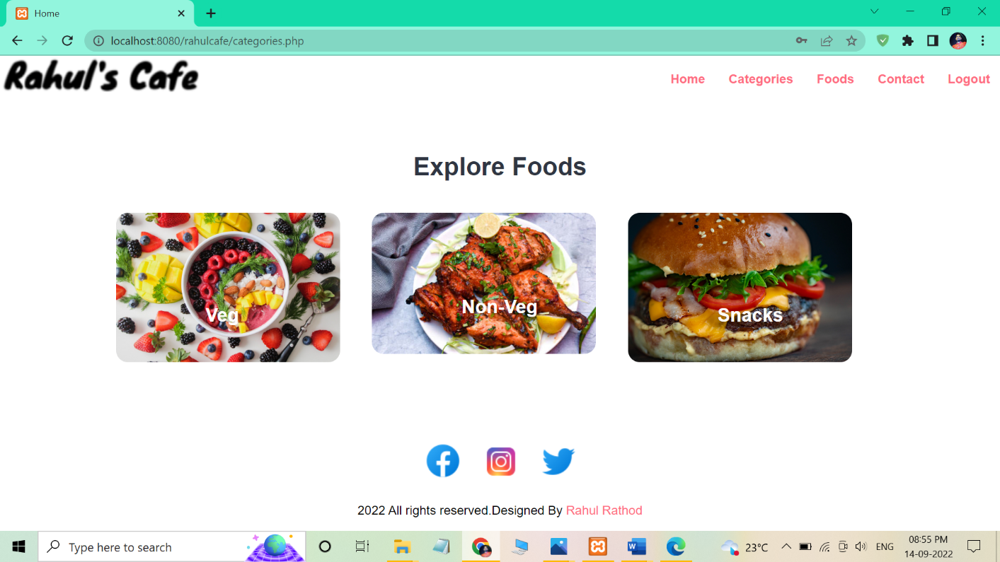 Home
localhost:8080/rahulcafe/categories.php
Rahul's Cafe
Home Categories Foods Contact Logout
Explore Foods
Veg Non-Veg Snacks
2022 All rights reserved.Designed By Rahul Rathod
Type here to search
23°C ENG 08:55 PM
14-09-2022